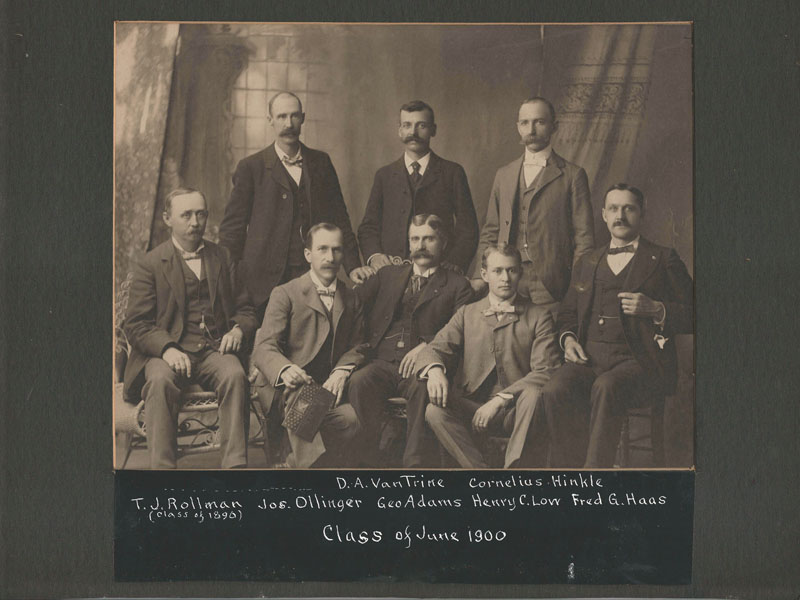 D. A. VanTrine Cornelius Hinkle
T. J. Rollman Jos. Ollinger Geo Adams Henry C. Low Fred G. Haas
(Class of 1890)
Class of June 1900